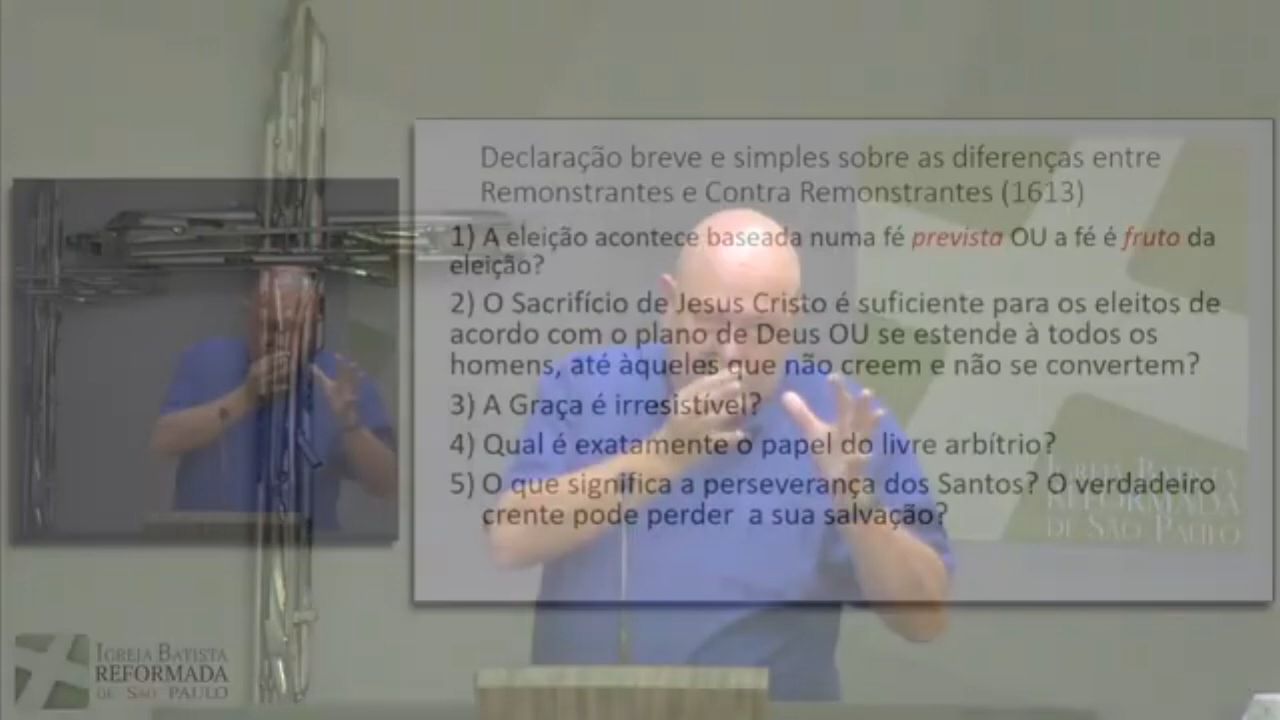 Declaração breve e simples sobre as diferenças entre
Remonstrantes e Contra Remonstrantes (1613)
1) A eleição acontece baseada numa fé prevista OU a fé é fruto da
eleição?
2) O Sacrifício de Jesus Cristo é suficiente para os eleitos de
acordo com o plano de Deus OU se estende à todos os
homens, até àqueles que não creem e não se convertem?
3) A Graça é irresistível?
4) Qual é exatamente o papel do livre arbítrio?
5) O que significa a perseverança dos Santos? O verdadeiro
crente pode perder a sua salvação?
IGREJA BATISTA
REFORMADA
DE SÃO PAULO
IGREJA BATISTA
REFORMADA
DE SÃO PAULO